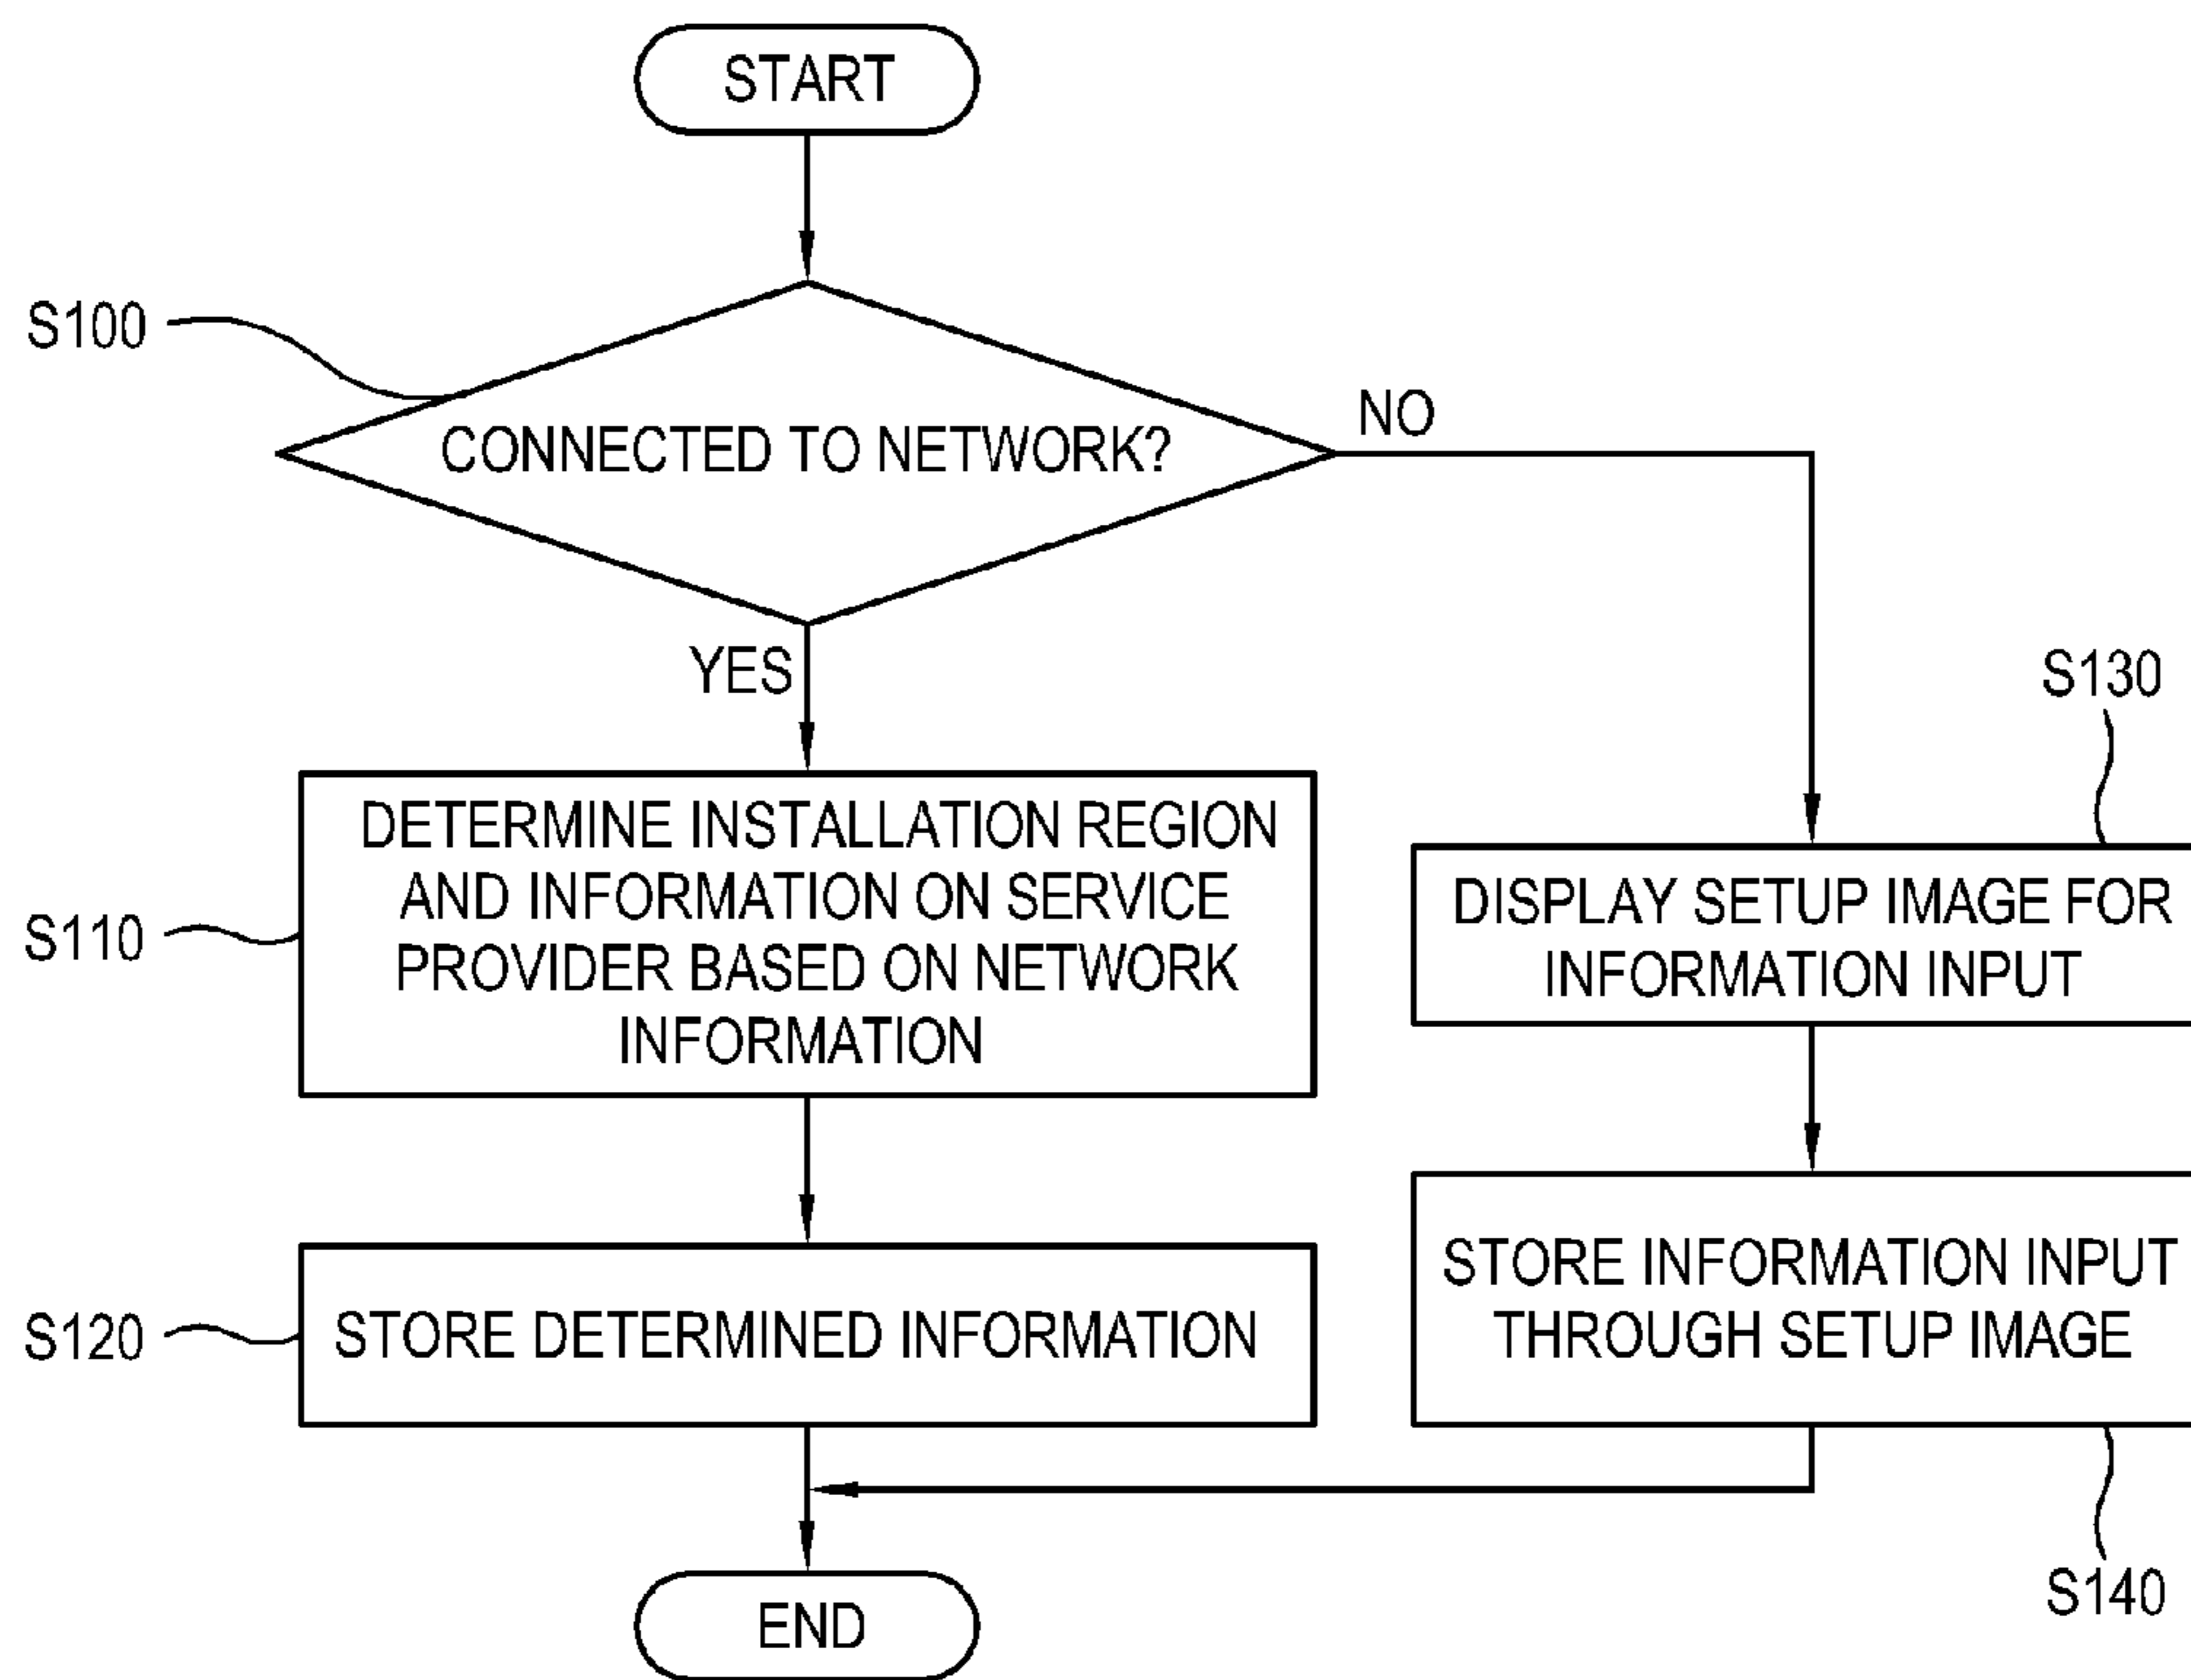 START
S100
CONNECTED TO NETWORK?
NO
YES
S110
DETERMINE INSTALLATION REGION
AND INFORMATION ON SERVICE
PROVIDER BASED ON NETWORK
INFORMATION
S120
STORE DETERMINED INFORMATION
S130
DISPLAY SETUP IMAGE FOR
INFORMATION INPUT
STORE INFORMATION INPUT
THROUGH SETUP IMAGE
S140
END